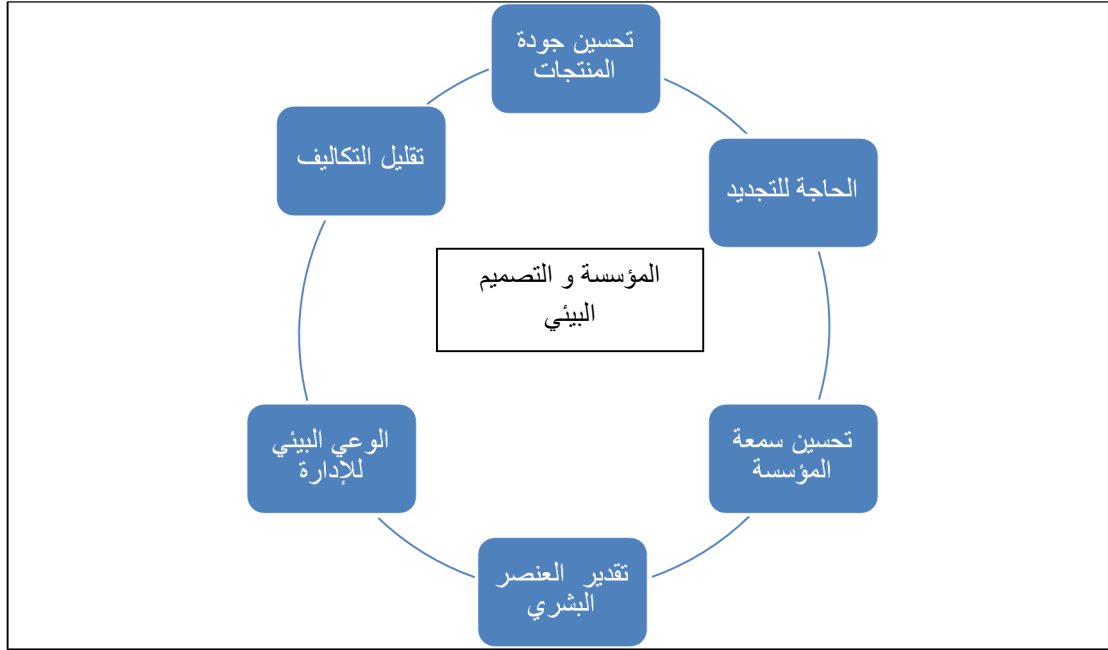 تحسين جودة
المنتجات
الحاجة للتجديد
تقليل التكاليف
المؤسسة و التصميم
البيئي
تحسين سمعة
المؤسسة
الوعي البيئي
للإدارة
تقدير العنصر
البشري